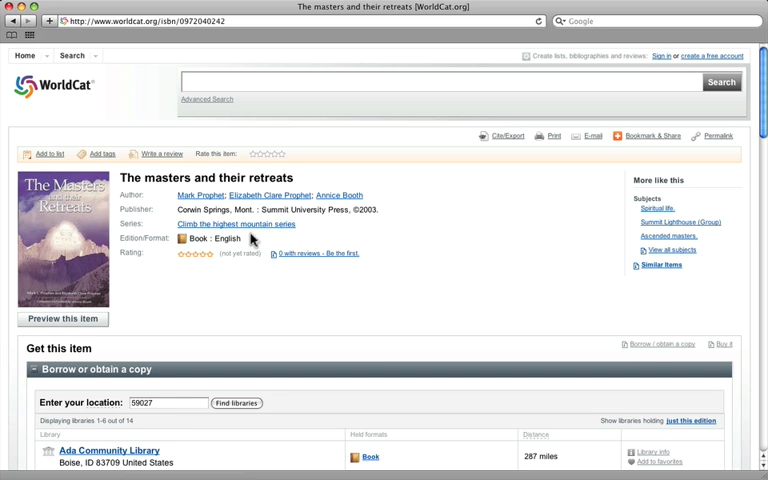 The masters and their retreats [WorldCat.org]
http://www.worldcat.org/isbn/0972040242
Google
Home Search
Create lists, bibliographies and reviews: Sign in or create a free account
WorldCat
Search
Advanced Search
Cite/Export Print E-mail Bookmark & Share Permalink
Add to list Add tags Write a review Rate this item:
The masters and their retreats
Author: Mark Prophet; Elizabeth Clare Prophet; Annice Booth
Publisher: Corwin Springs, Mont. : Summit University Press, ©2003.
Series: Climb the highest mountain series
Edition/Format: Book : English
Rating: (not yet rated) 0 with reviews - Be the first.
More like this
Subjects
Spiritual life.
Summit Lighthouse (Group)
Ascended masters.
View all subjects
Similar Items
The Masters
and their
Retreats
Preview this item
Get this item
Borrow / obtain a copy Buy it
Borrow or obtain a copy
Enter your location: 59027 Find libraries
Displaying libraries 1-6 out of 14 Show libraries holding just this edition
Library Held formats Distance
Ada Community Library Book 287 miles Library info
Boise, ID 83709 United States Add to favorites